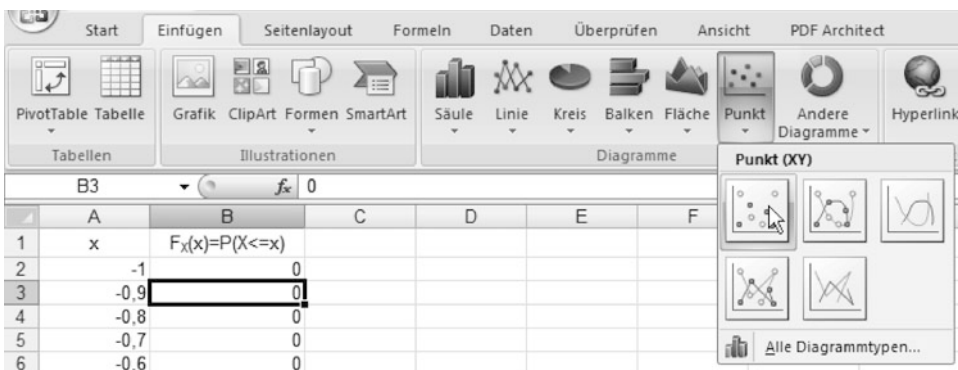 Start Einfügen Seitenlayout Formeln Daten Überprüfen Ansicht PDF Architect
PivotTable Tabelle Grafik ClipArt Formen SmartArt Säule Linie Kreis Balken Fläche Punkt Andere Diagramme Hyperlink
Tabellen Illustrationen Diagramme
Punkt (XY)
B3 fx 0
A B C D E F
1 x FX(x)=P(X<=x)
2 -1 0
3 -0,9 0
4 -0,8 0
5 -0,7 0
6 -0,6 0
Alle Diagrammtypen...